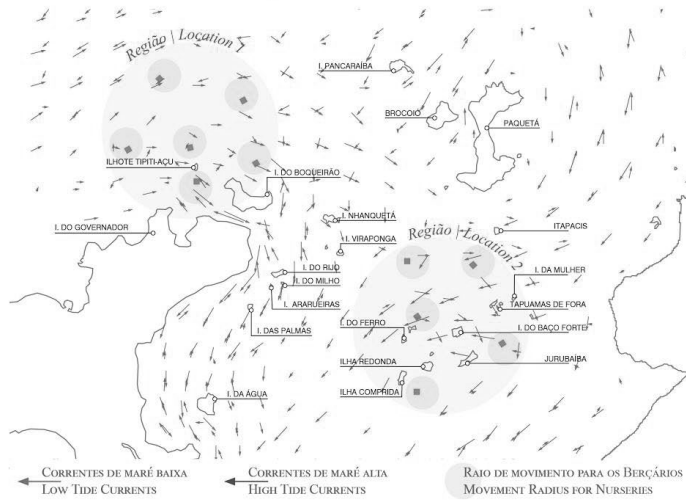 Região | Location 1
I. PANCARAÍBA
BROCOIÓ
PAQUETÁ
ILHOTE TIPITI-AÇU
I. DO BOQUEIRÃO
I. DO GOVERNADOR
I. NHANQUETÁ
ITAPACIS
Região | Location 2
I. VIRAPONGA
I. DO RIJO
I. DA MULHER
I. DO MILHO
I. ARARUEIRAS
TAPUAMAS DE FORA
I. DAS PALMAS
I. DO FERRO
I. DO BAÇO FORTE
ILHA REDONDA
JURUBAÍBA
I. DA ÁGUA
ILHA COMPRIDA
CORRENTES DE MARÉ BAIXA
LOW TIDE CURRENTS
CORRENTES DE MARÉ ALTA
HIGH TIDE CURRENTS
RAIO DE MOVIMENTO PARA OS BERÇÁRIOS
MOVEMENT RADIUS FOR NURSERIES